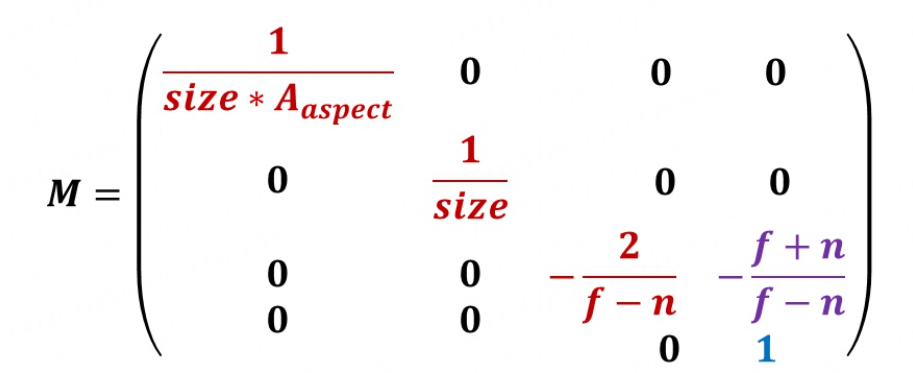 M = ( 1/(size * A_aspect) 0 0 0
0 1/size 0 0
0 0 -2/(f - n) -(f + n)/(f - n)
0 0 0 1 )